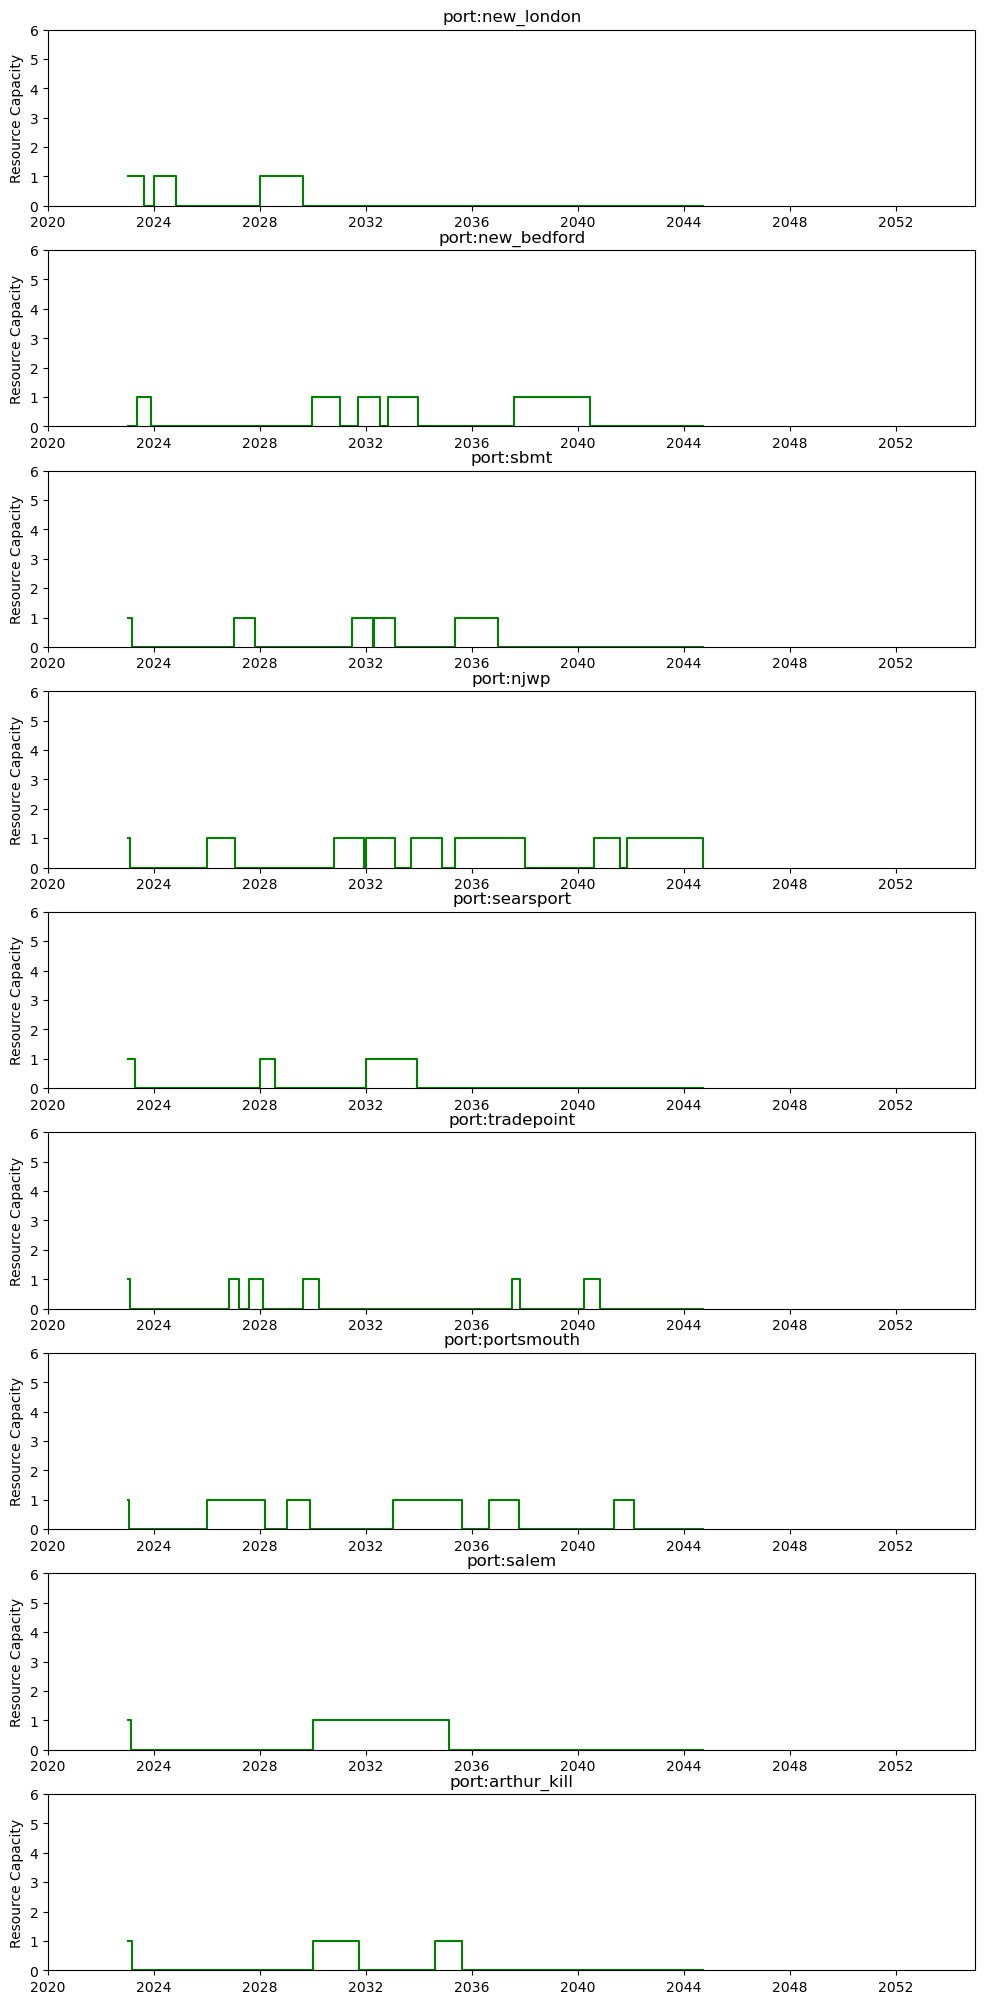 port:new_london
Resource Capacity
6
5
4
3
2
1
0
2020 2024 2028 2032 2036 2040 2044 2048 2052
port:new_bedford
Resource Capacity
6
5
4
3
2
1
0
2020 2024 2028 2032 2036 2040 2044 2048 2052
port:sbmt
Resource Capacity
6
5
4
3
2
1
0
2020 2024 2028 2032 2036 2040 2044 2048 2052
port:njwp
Resource Capacity
6
5
4
3
2
1
0
2020 2024 2028 2032 2036 2040 2044 2048 2052
port:searsport
Resource Capacity
6
5
4
3
2
1
0
2020 2024 2028 2032 2036 2040 2044 2048 2052
port:tradepoint
Resource Capacity
6
5
4
3
2
1
0
2020 2024 2028 2032 2036 2040 2044 2048 2052
port:portsmouth
Resource Capacity
6
5
4
3
2
1
0
2020 2024 2028 2032 2036 2040 2044 2048 2052
port:salem
Resource Capacity
6
5
4
3
2
1
0
2020 2024 2028 2032 2036 2040 2044 2048 2052
port:arthur_kill
Resource Capacity
6
5
4
3
2
1
0
2020 2024 2028 2032 2036 2040 2044 2048 2052